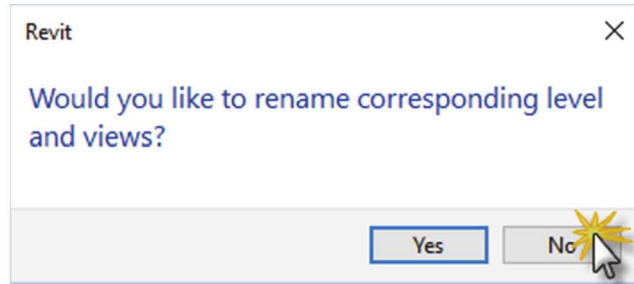 Revit
Would you like to rename corresponding level
and views?
Yes
No